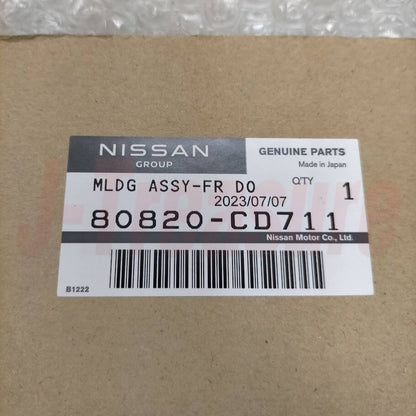 NISSAN
GROUP
GENUINE PARTS
Made in Japan
MLDG ASSY-FR DO
Q'TY 1
2023/07/07
80820-CD711
Nissan Motor Co., Ltd.
B1222